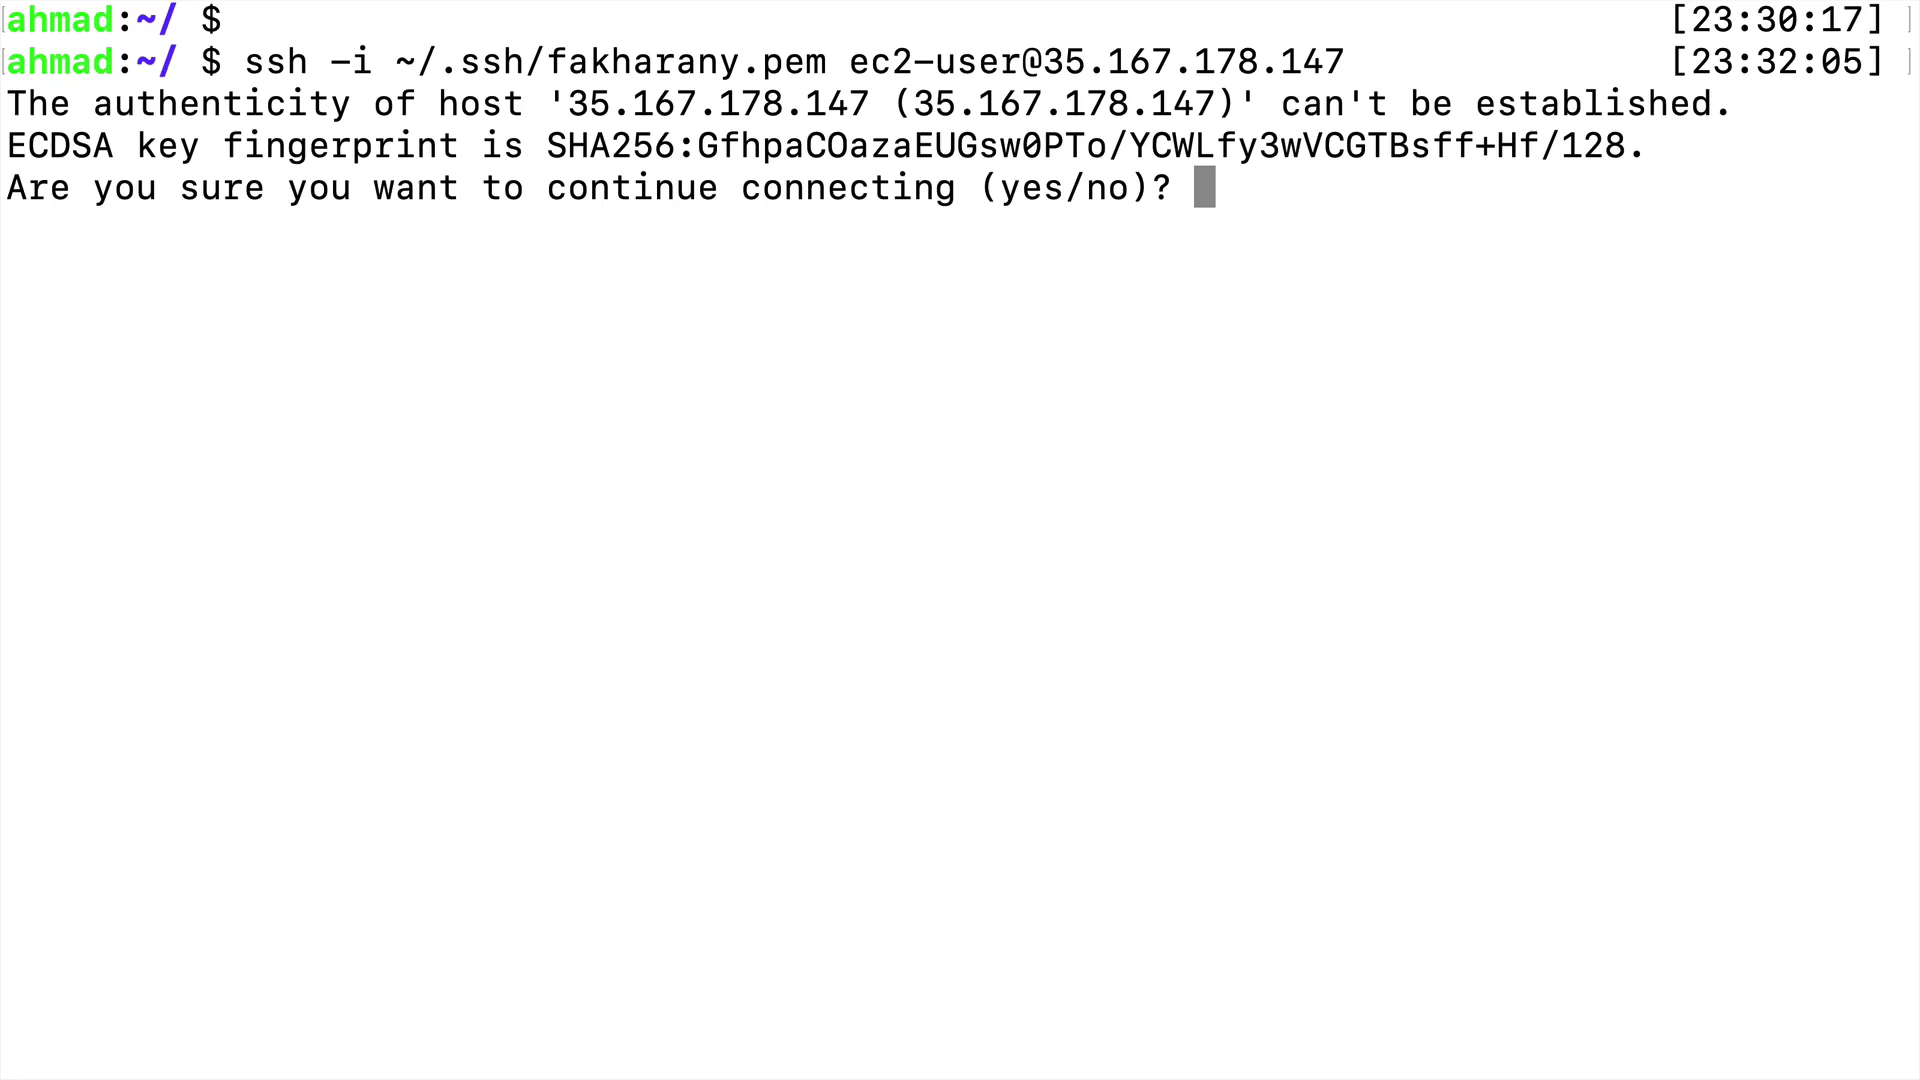 ahmad:~/ $ [23:30:17]
ahmad:~/ $ ssh -i ~/.ssh/fakharany.pem ec2-user@35.167.178.147 [23:32:05]
The authenticity of host '35.167.178.147 (35.167.178.147)' can't be established.
ECDSA key fingerprint is SHA256:GfhpaCOazaEUGsw0PTo/YCWLfy3wVCGTBsff+Hf/128.
Are you sure you want to continue connecting (yes/no)?